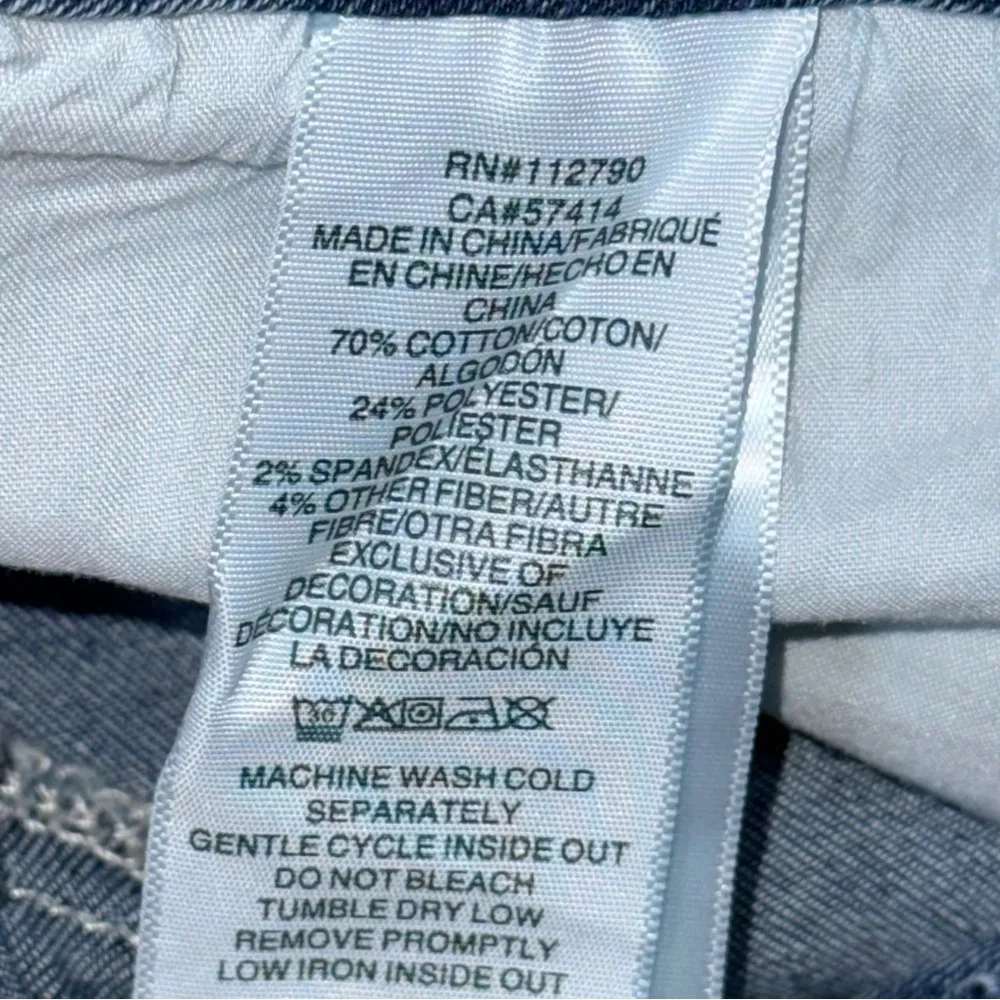 RN#112790
CA#57414
MADE IN CHINA/FABRIQUÉ
EN CHINE/HECHO EN
CHINA
70% COTTON/COTON/
ALGODÓN
24% POLYESTER/
POLIESTER
2% SPANDEX/ÉLASTHANNE
4% OTHER FIBER/AUTRE
FIBRE/OTRA FIBRA
EXCLUSIVE OF
DECORATION/SAUF
DÉCORATION/NO INCLUYE
LA DECORACIÓN
30
MACHINE WASH COLD
SEPARATELY
GENTLE CYCLE INSIDE OUT
DO NOT BLEACH
TUMBLE DRY LOW
REMOVE PROMPTLY
LOW IRON INSIDE OUT